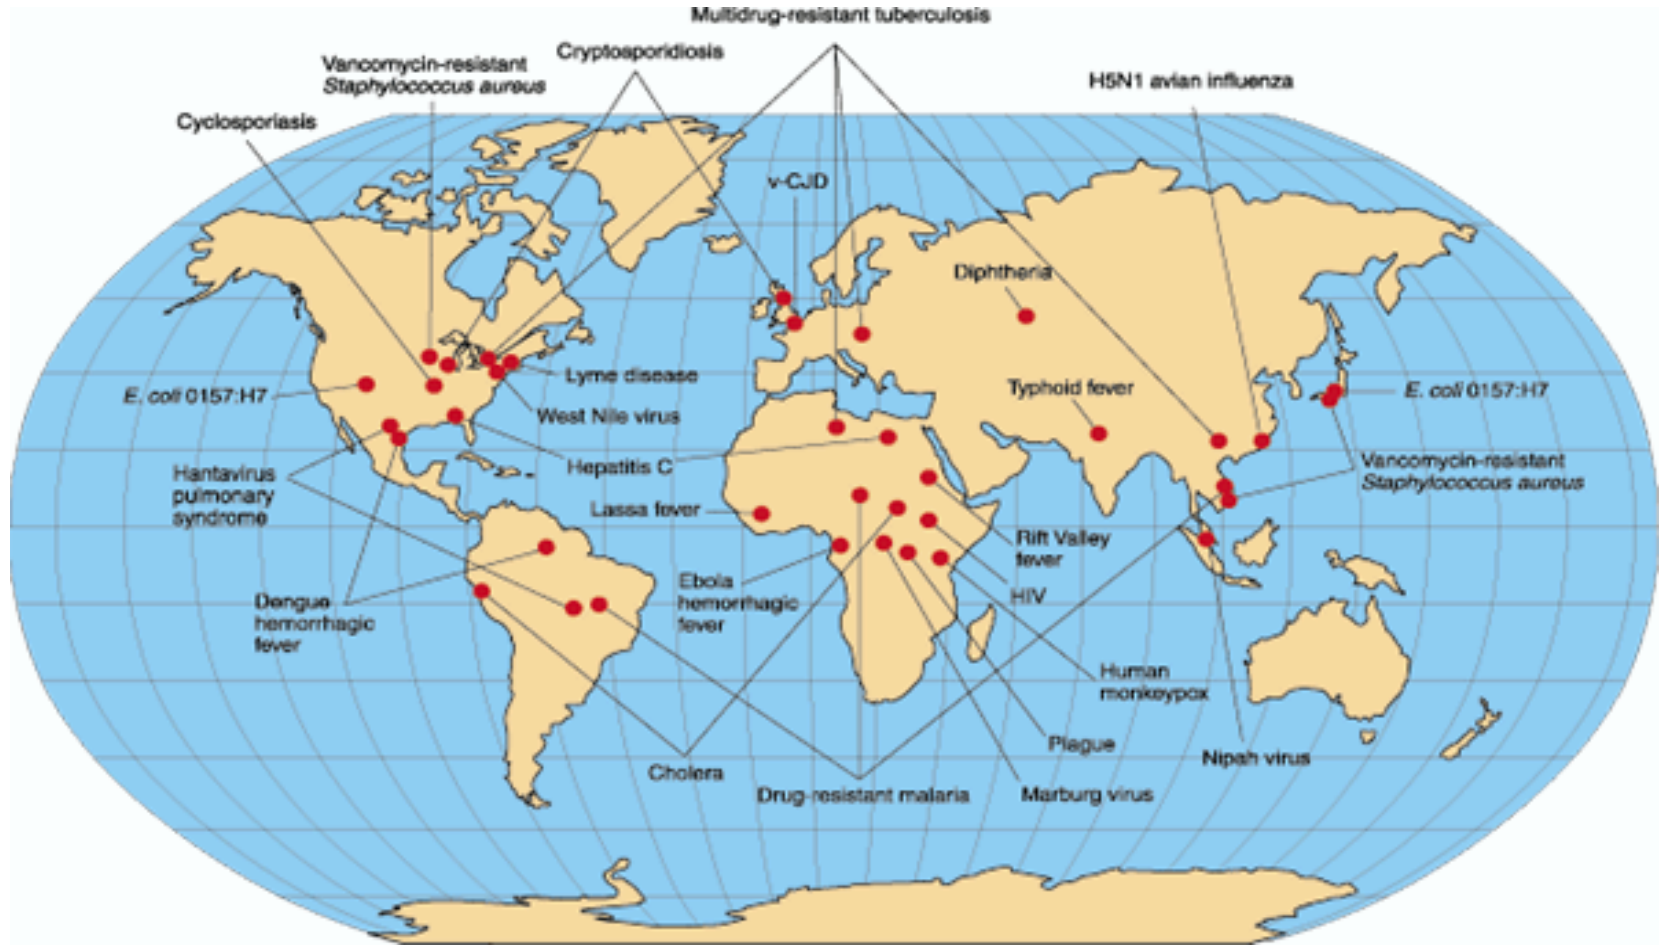 Multidrug-resistant tuberculosis
Cryptosporidiosis
Vancomycin-resistant
Staphylococcus aureus
H5N1 avian influenza
Cyclosporiasis
v-CJD
Diphtheria
Lyme disease
Typhoid fever
E. coli 0157:H7
E. coli 0157:H7
West Nile virus
Hepatitis C
Hantavirus
pulmonary
syndrome
Vancomycin-resistant
Staphylococcus aureus
Lassa fever
Rift Valley
fever
Ebola
hemorrhagic
fever
HIV
Dengue
hemorrhagic
fever
Human
monkeypox
Plague
Nipah virus
Cholera
Drug-resistant malaria
Marburg virus